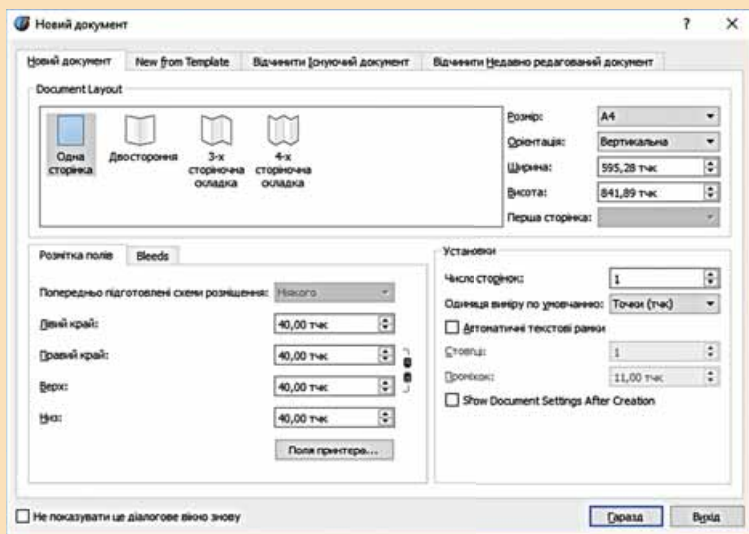 Новий документ ? ×
Новий документ New from Template Відчинити Існуючий документ Відчинити Недавно редагований документ
Document Layout
Одна сторінка
Двостороння
3-х сторіночна складка
4-х сторіночна складка
Розмір: A4
Орієнтація: Вертикальна
Ширина: 595,28 тчк
Висота: 841,89 тчк
Перша сторінка:
Розмітка полів Bleeds
Попередньо підготовлені схеми розміщення: Ніякого
Лівий край: 40,00 тчк
Правий край: 40,00 тчк
Верх: 40,00 тчк
Низ: 40,00 тчк
Поля принтера...
Установки
Число сторінок: 1
Одиниця виміру по умовчанню: Точки (тчк)
Автоматичні текстові рамки
Стовпці: 1
Проміжок: 11,00 тчк
Show Document Settings After Creation
Не показувати це діалогове вікно знову
Гаразд Вихід